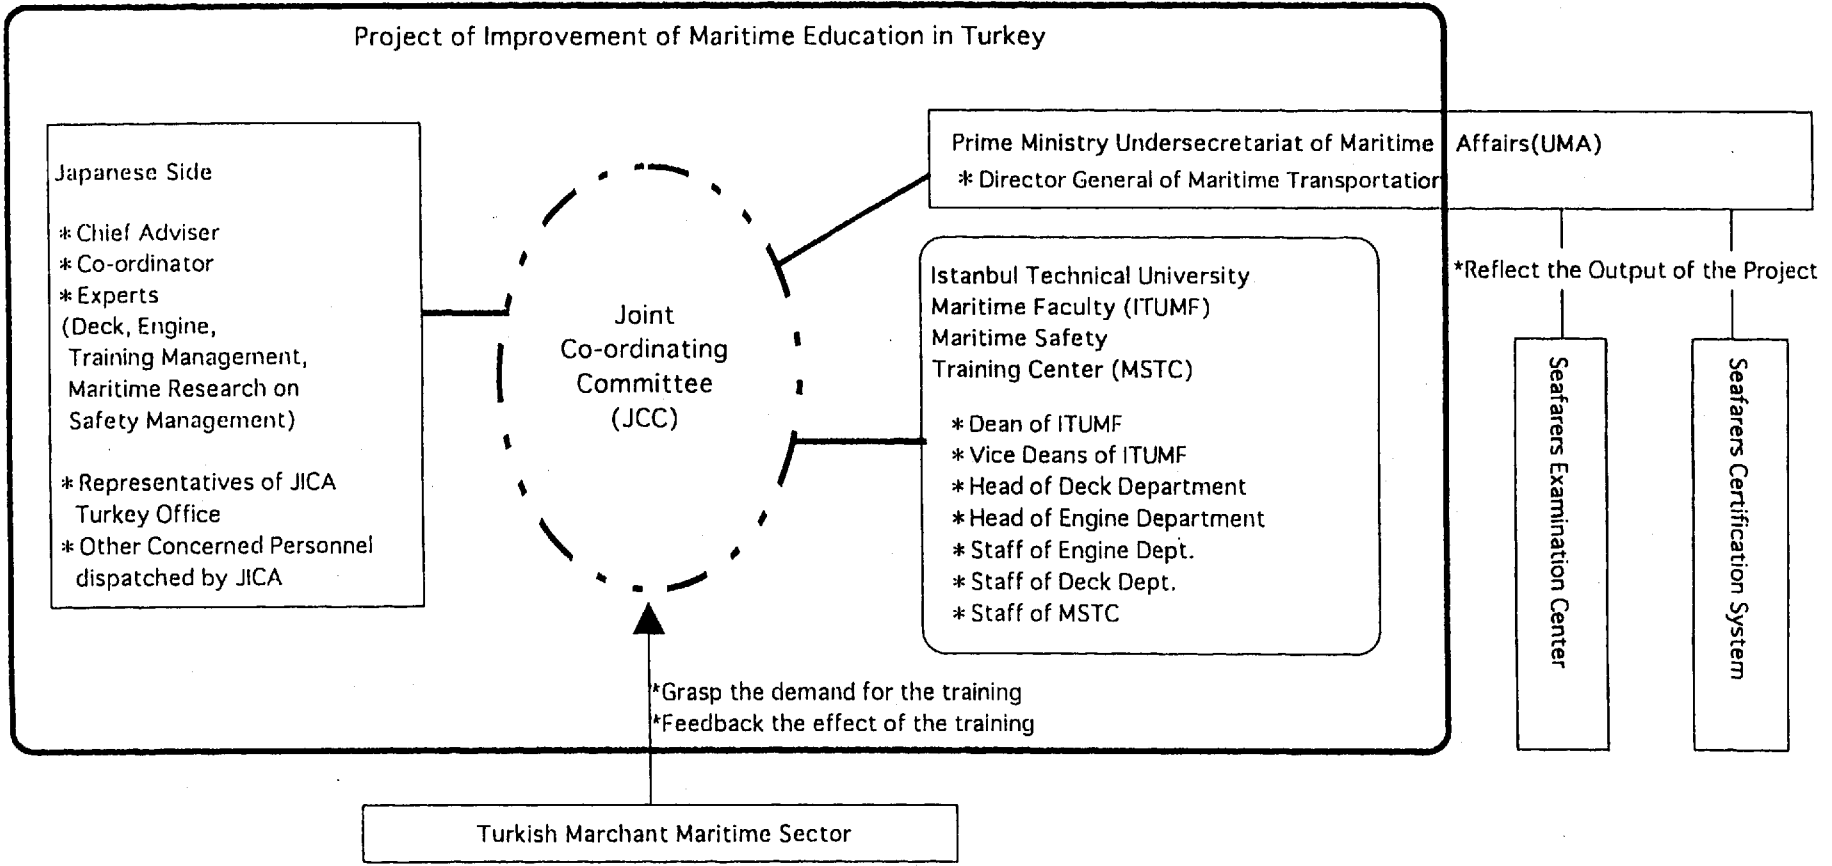 Project of Improvement of Maritime Education in Turkey
Japanese Side
* Chief Adviser
* Co-ordinator
* Experts
(Deck, Engine,
Training Management,
Maritime Research on
Safety Management)
* Representatives of JICA
Turkey Office
* Other Concerned Personnel
dispatched by JICA
Joint
Co-ordinating
Committee
(JCC)
Prime Ministry Undersecretariat of Maritime Affairs(UMA)
* Director General of Maritime Transportation
Istanbul Technical University
Maritime Faculty (ITUMF)
Maritime Safety
Training Center (MSTC)
* Dean of ITUMF
* Vice Deans of ITUMF
* Head of Deck Department
* Head of Engine Department
* Staff of Engine Dept.
* Staff of Deck Dept.
* Staff of MSTC
*Reflect the Output of the Project
Seafarers Examination Center
Seafarers Certification System
*Grasp the demand for the training
*Feedback the effect of the training
Turkish Marchant Maritime Sector